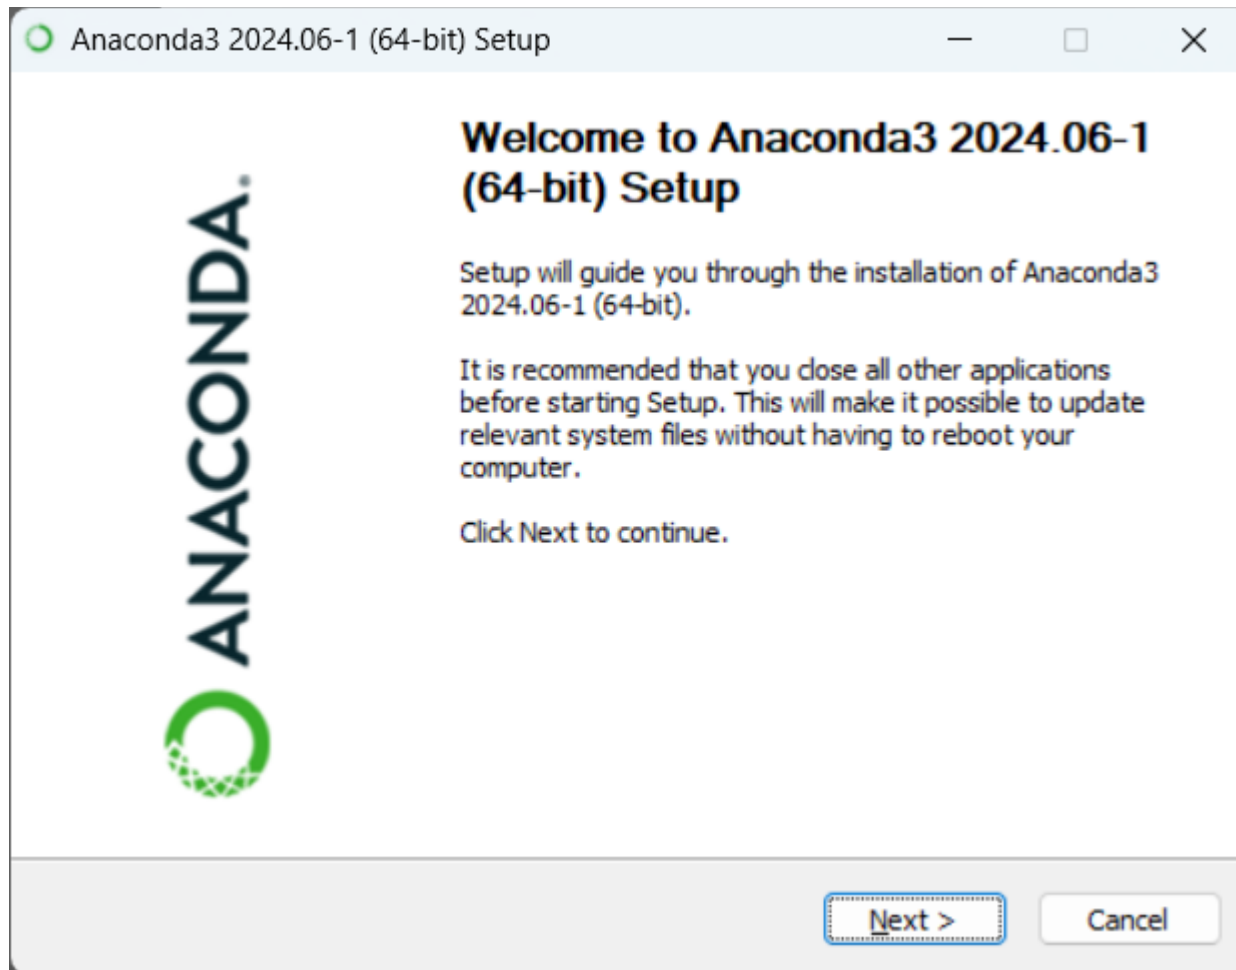 Anaconda3 2024.06-1 (64-bit) Setup
ANACONDA.
Welcome to Anaconda3 2024.06-1
(64-bit) Setup
Setup will guide you through the installation of Anaconda3
2024.06-1 (64-bit).
It is recommended that you close all other applications
before starting Setup. This will make it possible to update
relevant system files without having to reboot your
computer.
Click Next to continue.
Next >
Cancel